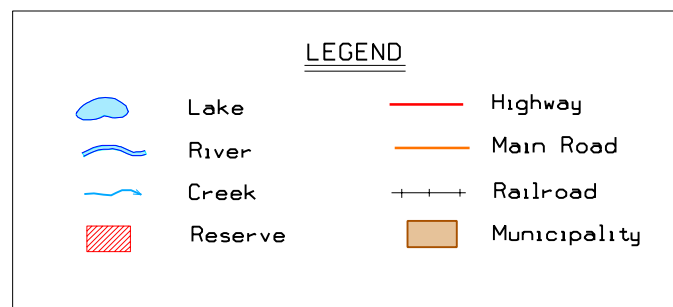 LEGEND
Lake
River
Creek
Reserve
Highway
Main Road
Railroad
Municipality